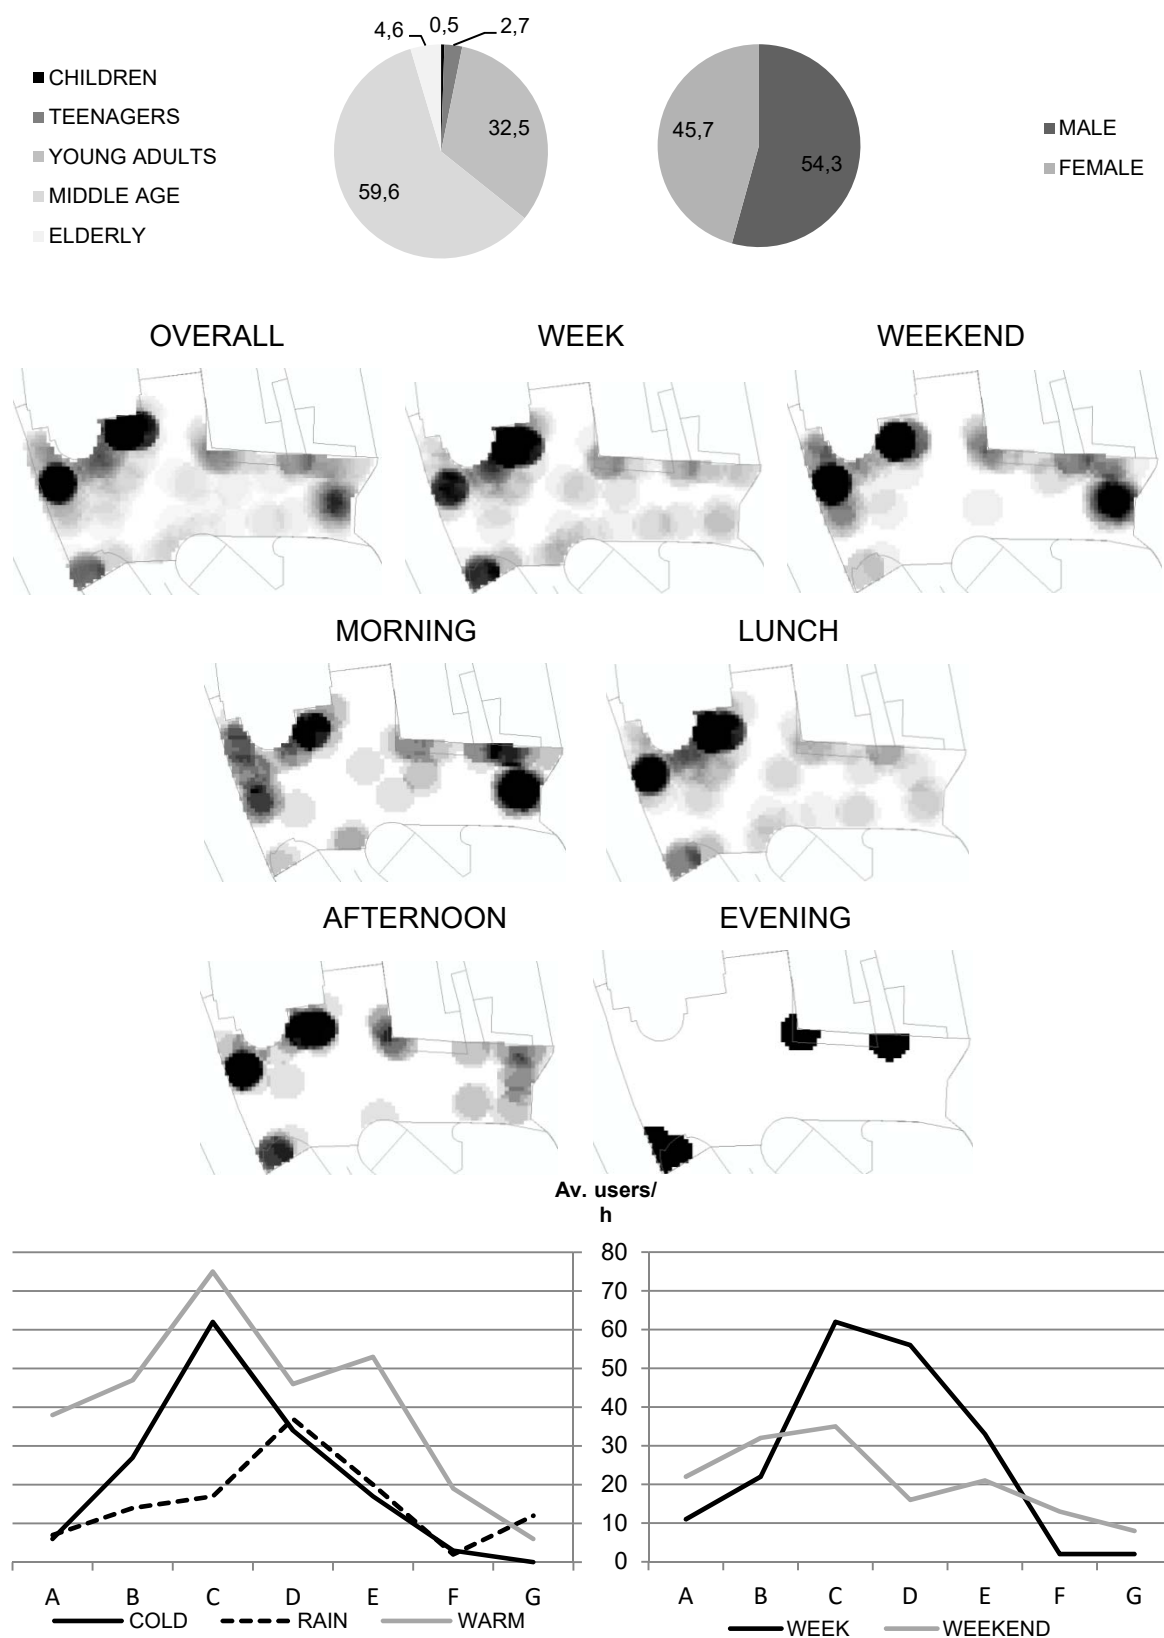 4,6 0,5 2,7
CHILDREN
TEENAGERS
YOUNG ADULTS
MIDDLE AGE
ELDERLY
32,5
59,6
45,7
54,3
MALE
FEMALE
OVERALL WEEK WEEKEND
MORNING LUNCH
AFTERNOON EVENING
Av. users/
h
80
70
60
50
40
30
20
10
0
A B C D E F G
COLD RAIN WARM
A B C D E F G
WEEK WEEKEND